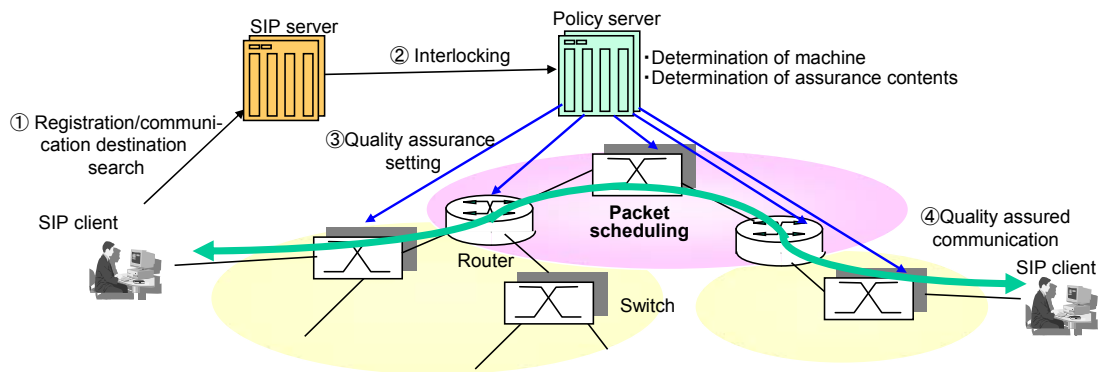 SIP server
Policy server
② Interlocking
・Determination of machine
・Determination of assurance contents
① Registration/communi-
cation destination
search
③Quality assurance
setting
SIP client
Packet
scheduling
④Quality assured
communication
Router
SIP client
Switch